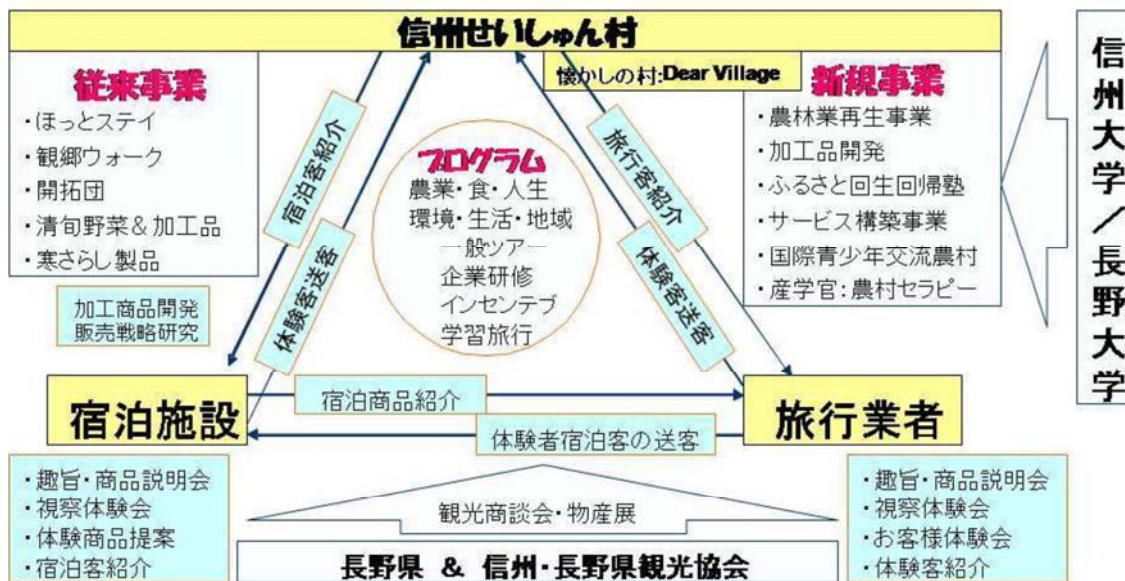 信州せいしゅん村
懐かしの村:Dear Village
従来事業
・ほっとステイ
・観郷ウォーク
・開拓団
・清旬野菜＆加工品
・寒さらし製品
加工商品開発
販売戦略研究
宿泊客紹介
体験客送客
プログラム
農業・食・人生
環境・生活・地域
一般ツアー
企業研修
インセンテブ
学習旅行
旅行客紹介
体験客送客
新規事業
・農林業再生事業
・加工品開発
・ふるさと回生回帰塾
・サービス構築事業
・国際青少年交流農村
・産学官:農村セラピー
信州大学／長野大学
宿泊施設
宿泊商品紹介
体験者宿泊客の送客
旅行業者
・趣旨・商品説明会
・視察体験会
・体験商品提案
・宿泊客紹介
観光商談会・物産展
長野県 ＆ 信州・長野県観光協会
・趣旨・商品説明会
・視察体験会
・お客様体験会
・体験客紹介